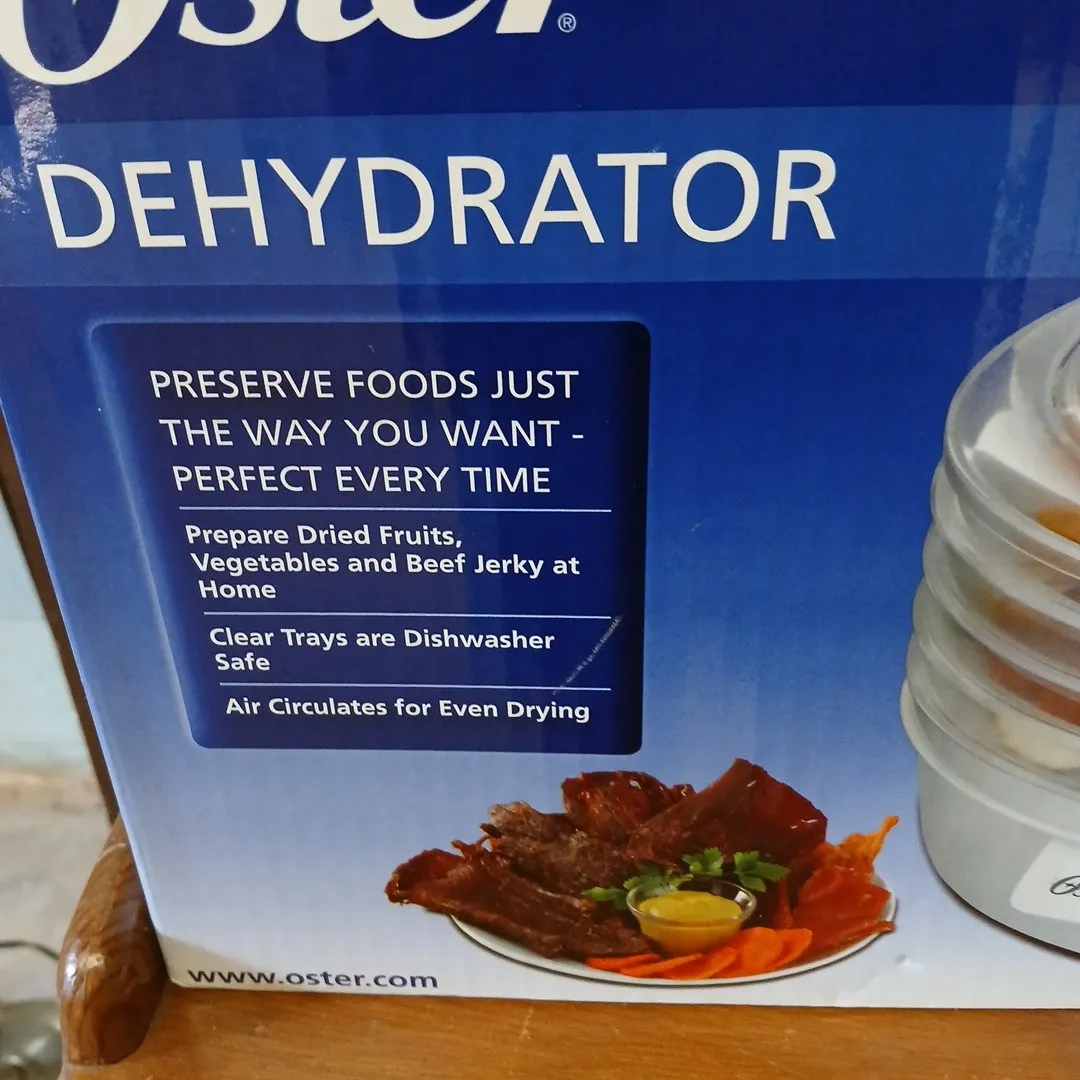 Oster®
DEHYDRATOR
PRESERVE FOODS JUST
THE WAY YOU WANT -
PERFECT EVERY TIME
Prepare Dried Fruits,
Vegetables and Beef Jerky at
Home
Clear Trays are Dishwasher
Safe
Air Circulates for Even Drying
www.oster.com